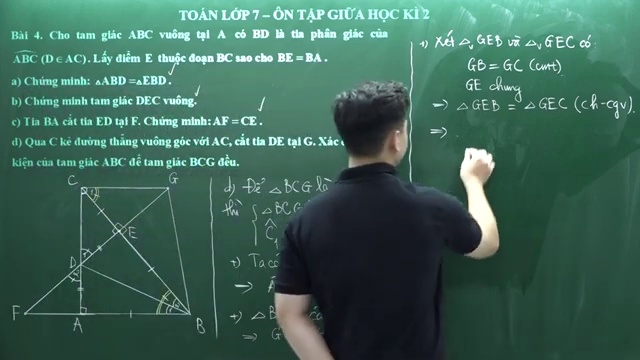 TOÁN LỚP 7 – ÔN TẬP GIỮA HỌC KÌ 2
Bài 4. Cho tam giác ABC vuông tại A có BD là tia phân giác của
ABC (D ∈ AC). Lấy điểm E thuộc đoạn BC sao cho BE = BA.
a) Chứng minh: △ABD = △EBD.
b) Chứng minh tam giác DEC vuông.
c) Tia BA cắt tia ED tại F. Chứng minh: AF = CE.
d) Qua C kẻ đường thẳng vuông góc với AC, cắt tia DE tại G. Xác
kiện của tam giác ABC để tam giác BCG đều.
C
G
E
D
F
A
B
d) Để △BCG là
thì △BCG
Ĉ₁
+) Ta có
⇒
+) △B
⇒ G
+) Xét △v GEB và △v GEC có
GB = GC (cmt)
GE chung
⇒ △GEB = △GEC (ch-cgv).
⇒